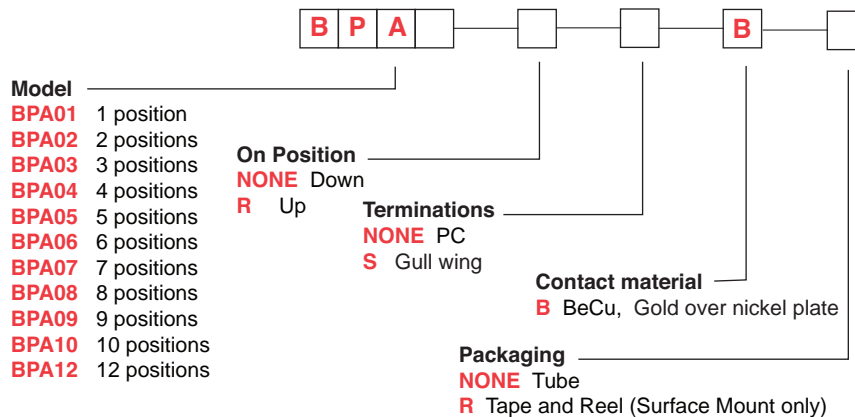 B P A B
Model
BPA01 1 position
BPA02 2 positions
BPA03 3 positions
BPA04 4 positions
BPA05 5 positions
BPA06 6 positions
BPA07 7 positions
BPA08 8 positions
BPA09 9 positions
BPA10 10 positions
BPA12 12 positions
On Position
NONE Down
R Up
Terminations
NONE PC
S Gull wing
Contact material
B BeCu, Gold over nickel plate
Packaging
NONE Tube
R Tape and Reel (Surface Mount only)